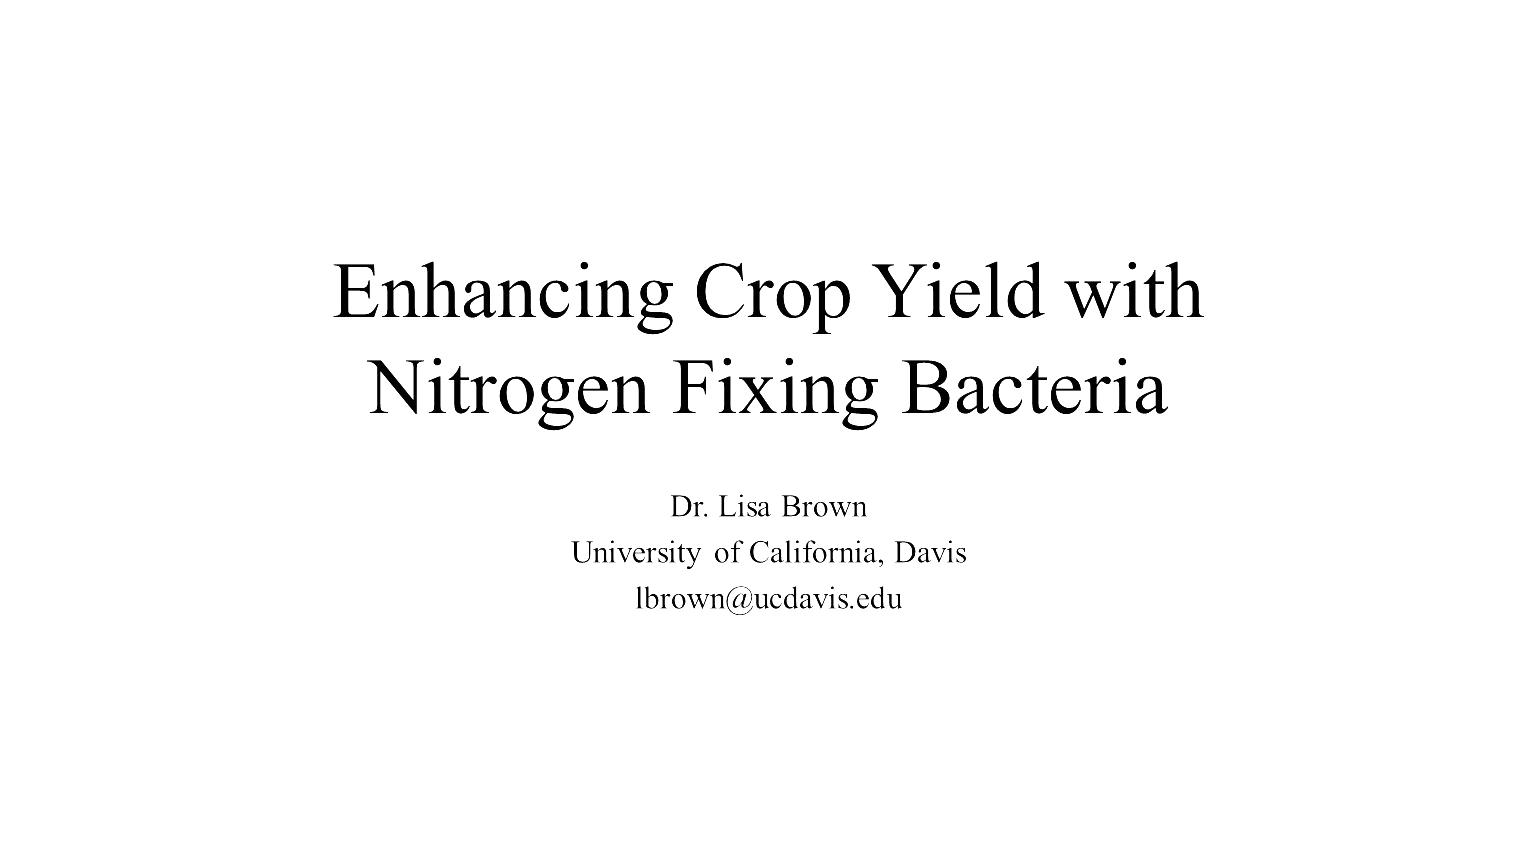 Enhancing Crop Yield with
Nitrogen Fixing Bacteria
Dr. Lisa Brown
University of California, Davis
lbrown@ucdavis.edu